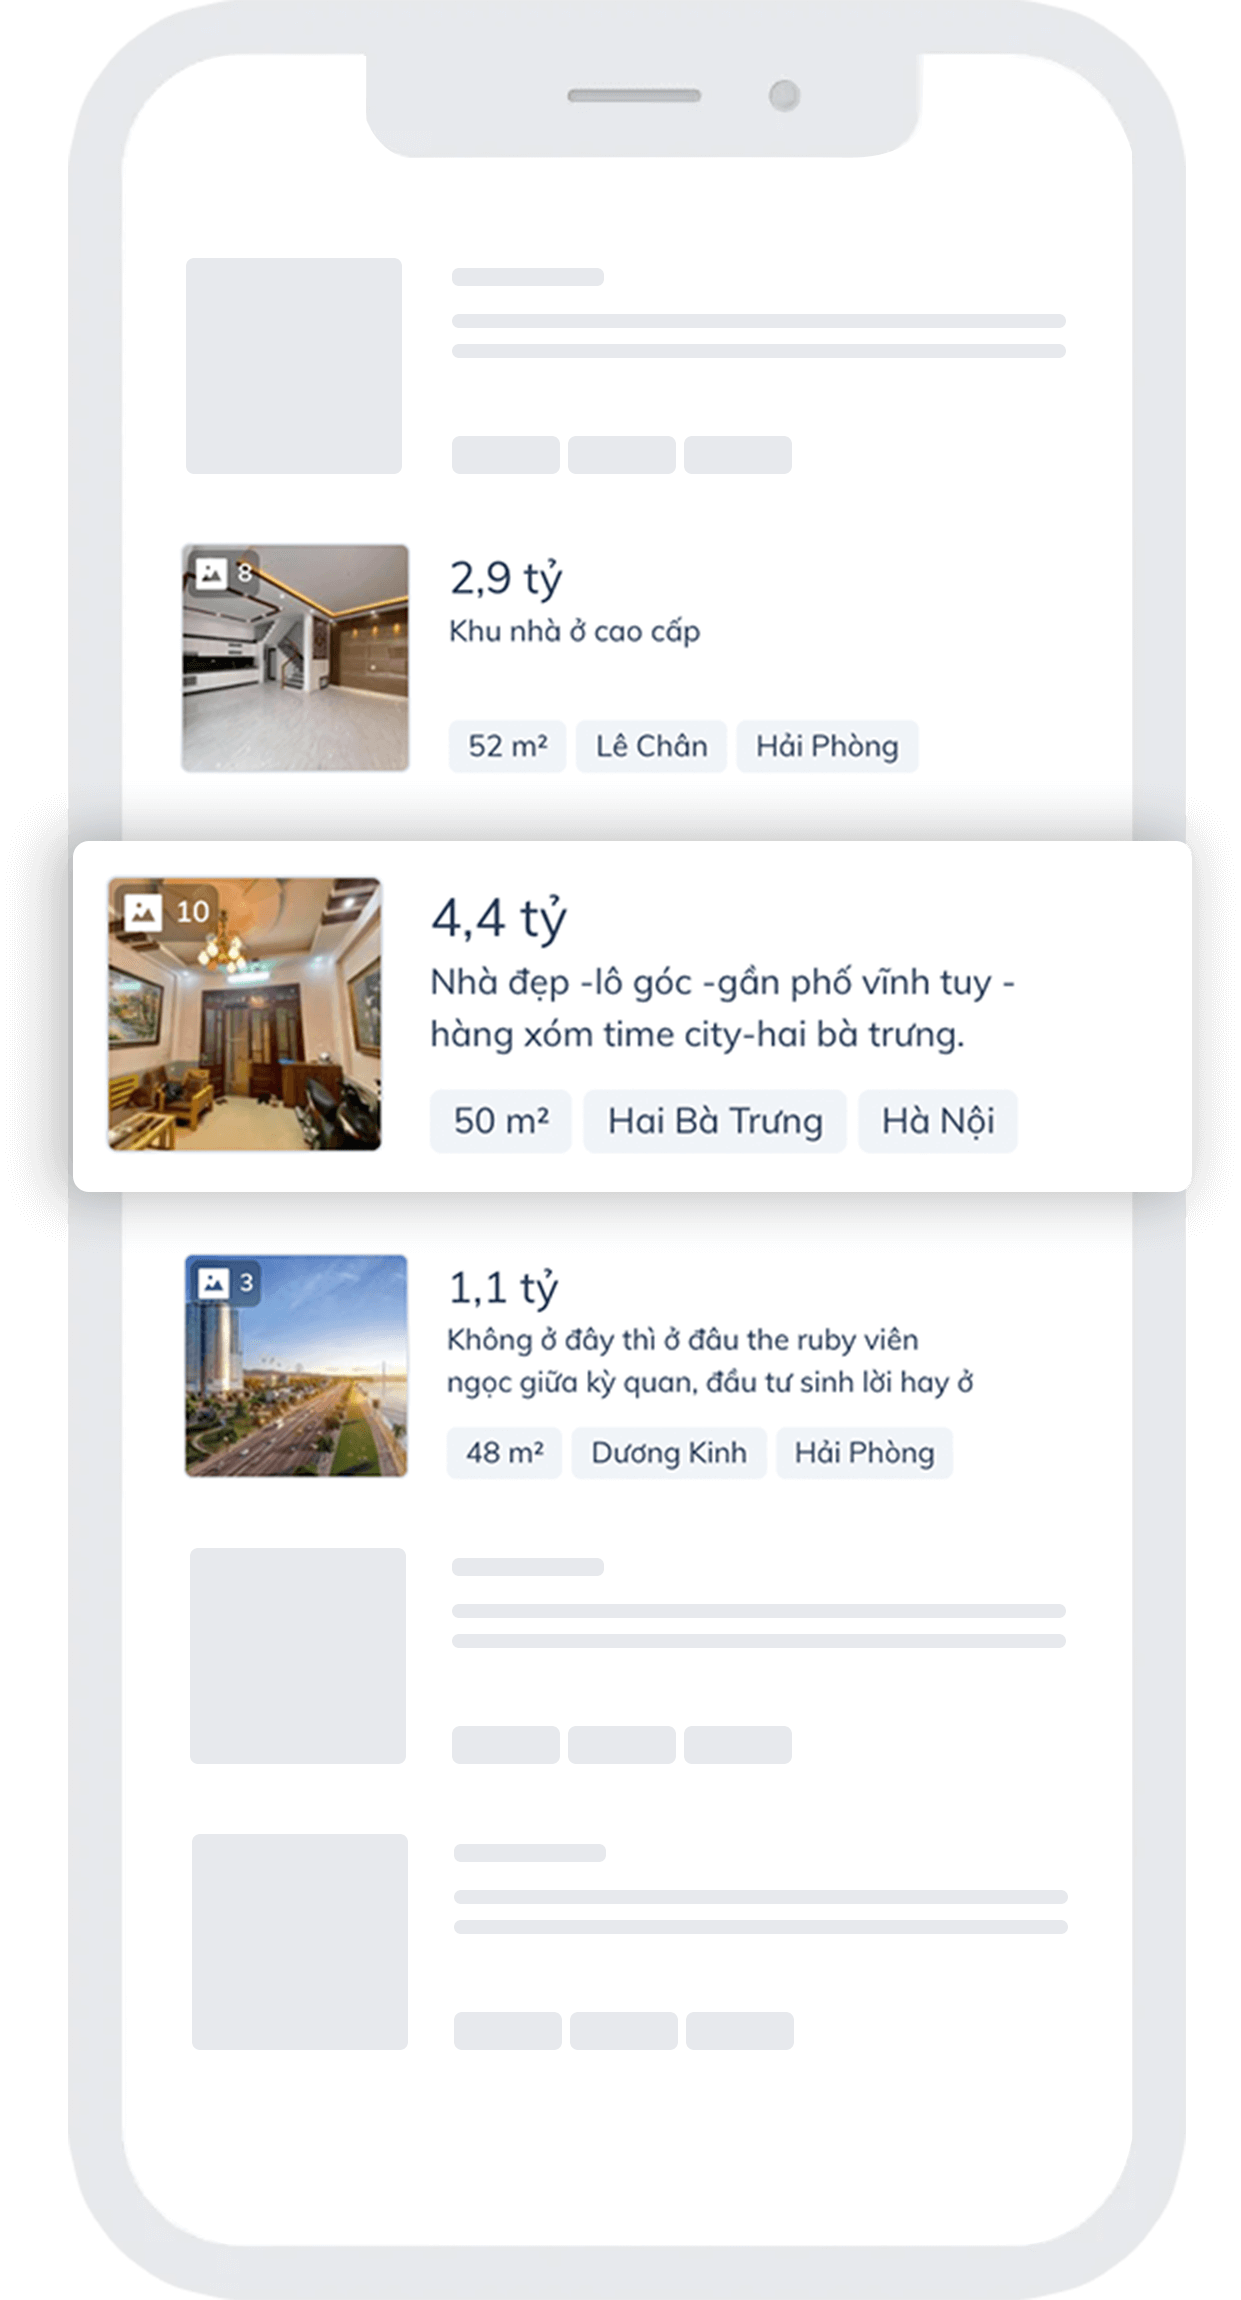 8
2,9 tỷ
Khu nhà ở cao cấp
52 m²
Lê Chân
Hải Phòng
10
4,4 tỷ
Nhà đẹp -lô góc -gần phố vĩnh tuy -
hàng xóm time city-hai bà trưng.
50 m²
Hai Bà Trưng
Hà Nội
3
1,1 tỷ
Không ở đây thì ở đâu the ruby viên
ngọc giữa kỳ quan, đầu tư sinh lời hay ở
48 m²
Dương Kinh
Hải Phòng